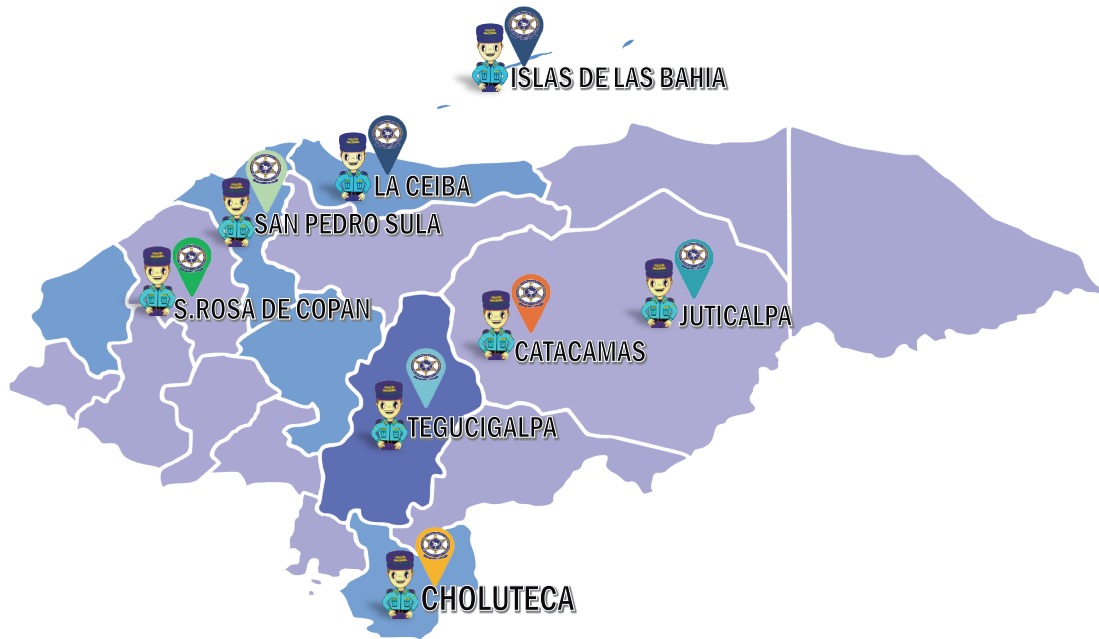 ISLAS DE LAS BAHIA
LA CEIBA
SAN PEDRO SULA
S.ROSA DE COPAN
JUTICALPA
CATACAMAS
TEGUCIGALPA
CHOLUTECA